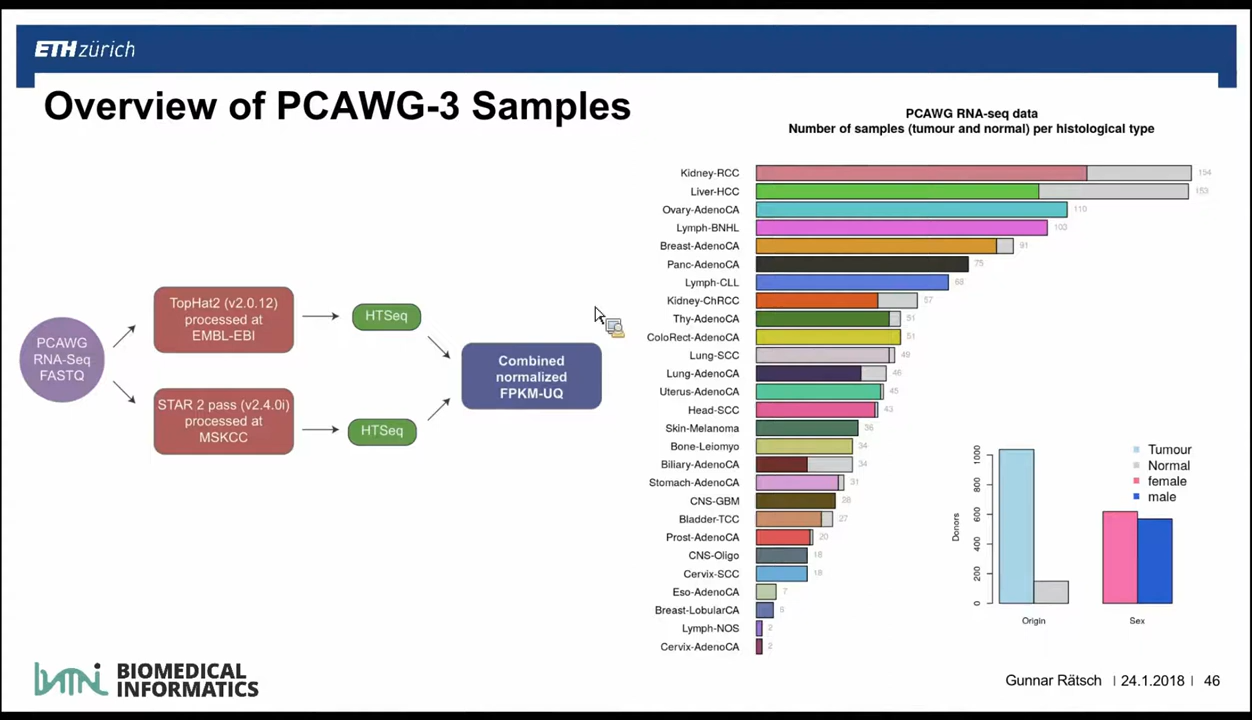 ETH zürich
Overview of PCAWG-3 Samples
PCAWG
RNA-Seq
FASTQ
TopHat2 (v2.0.12)
processed at
EMBL-EBI
HTSeq
STAR 2 pass (v2.4.0i)
processed at
MSKCC
HTSeq
Combined
normalized
FPKM-UQ
PCAWG RNA-seq data
Number of samples (tumour and normal) per histological type
Kidney-RCC 154
Liver-HCC 153
Ovary-AdenoCA 110
Lymph-BNHL 103
Breast-AdenoCA 91
Panc-AdenoCA 75
Lymph-CLL 68
Kidney-ChRCC 57
Thy-AdenoCA 51
ColoRect-AdenoCA 51
Lung-SCC 49
Lung-AdenoCA 46
Uterus-AdenoCA 45
Head-SCC 43
Skin-Melanoma 36
Bone-Leiomyo 34
Biliary-AdenoCA 34
Stomach-AdenoCA 31
CNS-GBM 28
Bladder-TCC 27
Prost-AdenoCA 20
CNS-Oligo 18
Cervix-SCC 18
Eso-AdenoCA 7
Breast-LobularCA 6
Lymph-NOS 2
Cervix-AdenoCA 2
Tumour
Normal
female
male
Donors
1000
800
600
400
200
0
Origin
Sex
BIOMEDICAL
INFORMATICS
Gunnar Rätsch | 24.1.2018 | 46